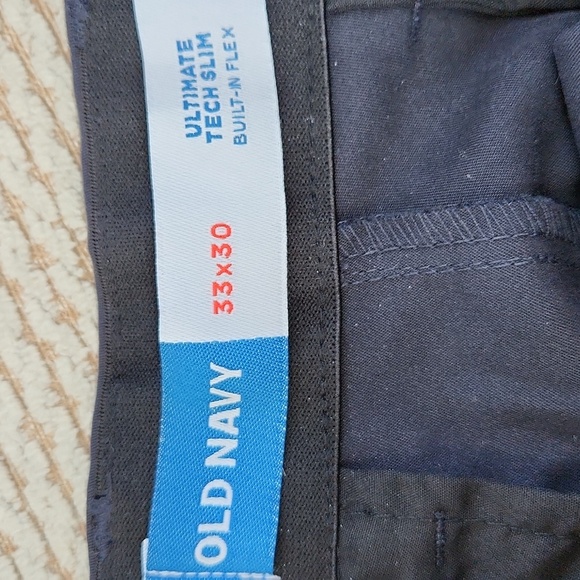 OLD NAVY
33x30
ULTIMATE
TECH SLIM
BUILT-IN FLEX